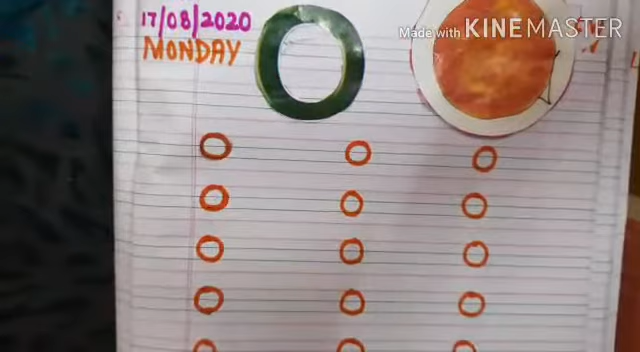 17/08/2020
MONDAY
Made with KINEMASTER
O
O O O
O O O
O O O
O O O
O O O